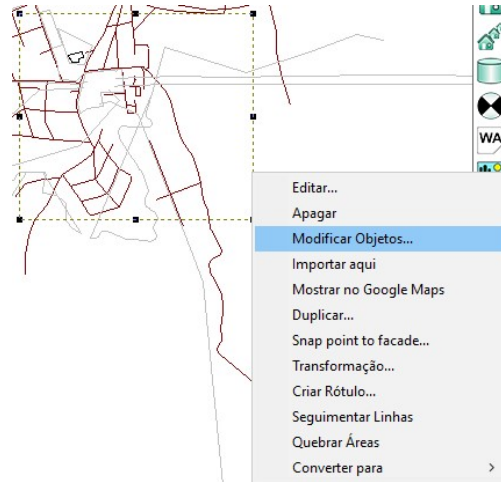 WA
Editar...
Apagar
Modificar Objetos...
Importar aqui
Mostrar no Google Maps
Duplicar...
Snap point to facade...
Transformação...
Criar Rótulo...
Seguimentar Linhas
Quebrar Áreas
Converter para